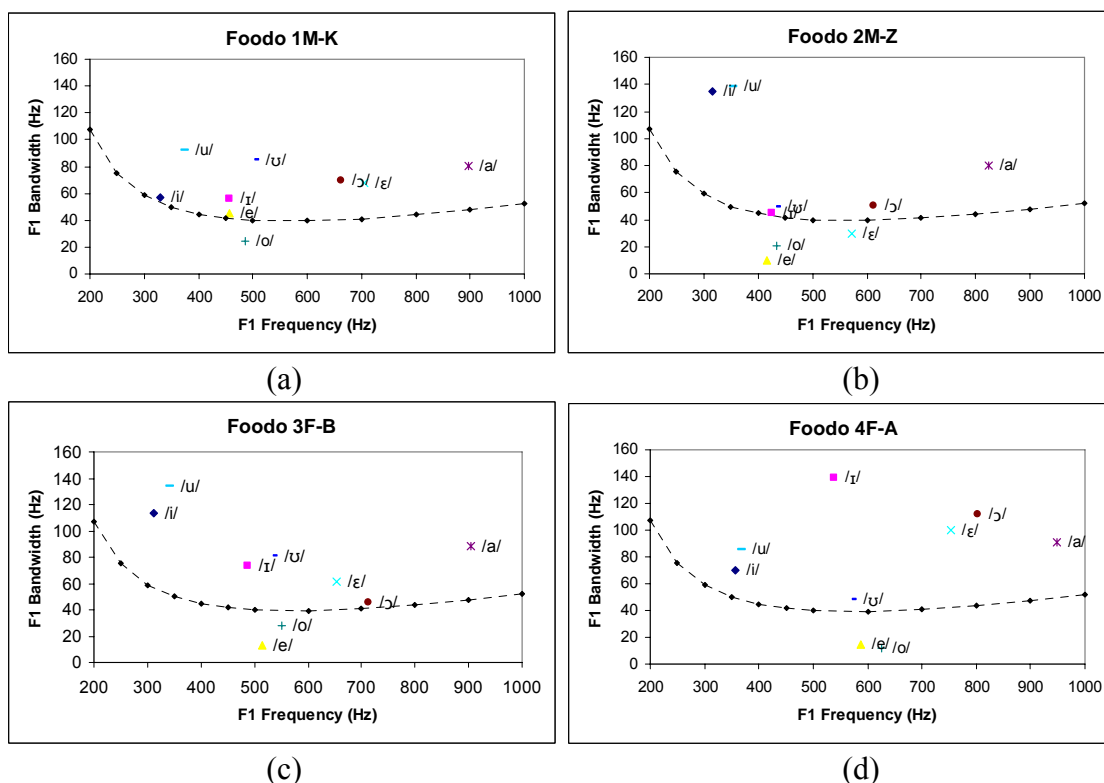 Foodo 1M-K
F1 Bandwidth (Hz)
160
140
120
100
80
60
40
20
0
/u/
/ʊ/
/ɔ/
/ɛ/
/a/
/i/
/ɪ/
/e/
/o/
200 300 400 500 600 700 800 900 1000
F1 Frequency (Hz)
(a)
Foodo 2M-Z
F1 Bandwidht (Hz)
160
140
120
100
80
60
40
20
0
/i/
/u/
/a/
/ʊ/
/ɪ/
/ɔ/
/ɛ/
/o/
/e/
200 300 400 500 600 700 800 900 1000
F1 Frequency (Hz)
(b)
Foodo 3F-B
F1 Bandwidth (Hz)
160
140
120
100
80
60
40
20
0
/u/
/i/
/ɪ/
/ʊ/
/a/
/ɛ/
/ɔ/
/o/
/e/
200 300 400 500 600 700 800 900 1000
F1 Frequency (Hz)
(c)
Foodo 4F-A
F1 Bandwidth (Hz)
160
140
120
100
80
60
40
20
0
/ɪ/
/ɔ/
/ɛ/
/a/
/u/
/i/
/ʊ/
/e/
/o/
200 300 400 500 600 700 800 900 1000
F1 Frequency (Hz)
(d)